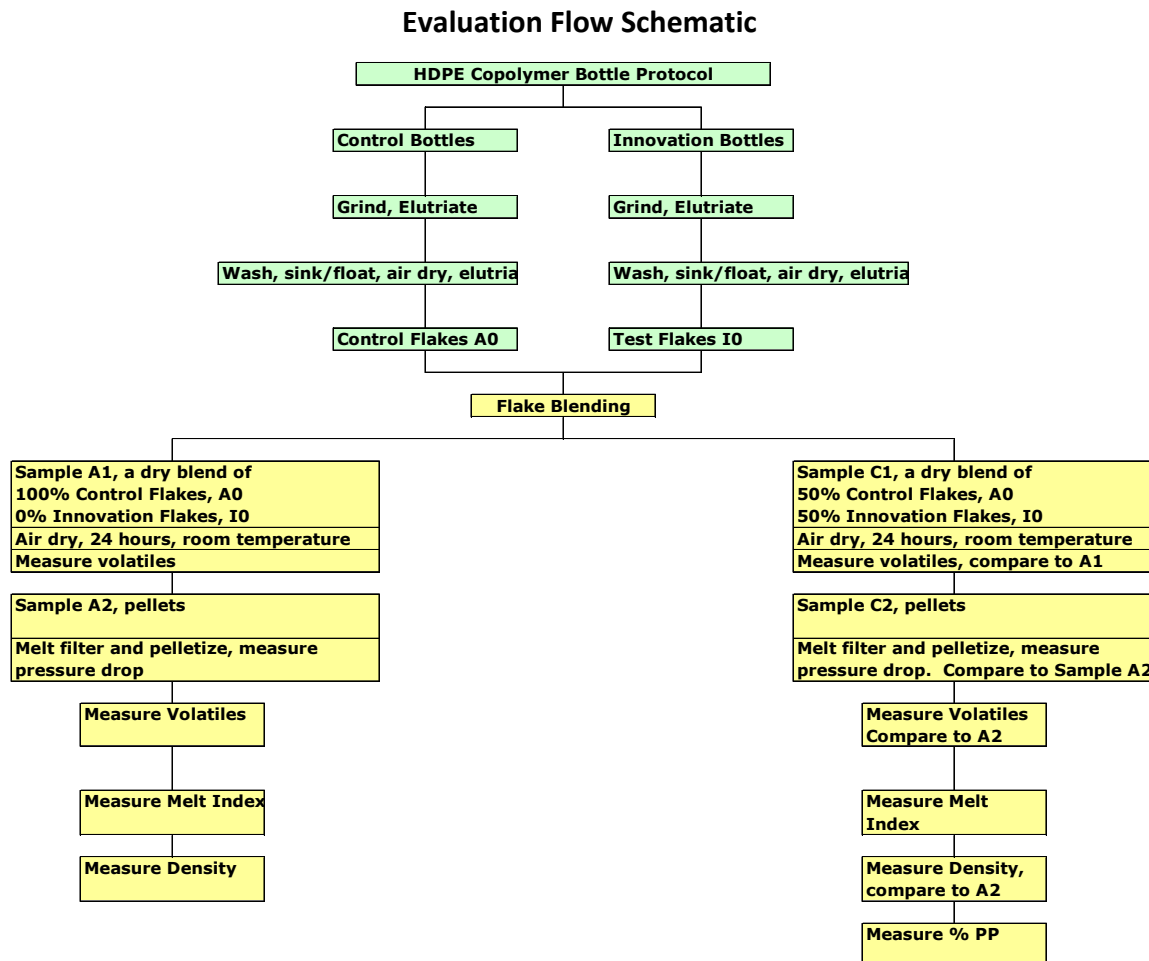 Evaluation Flow Schematic
HDPE Copolymer Bottle Protocol
Control Bottles
Innovation Bottles
Grind, Elutriate
Grind, Elutriate
Wash, sink/float, air dry, elutria
Wash, sink/float, air dry, elutria
Control Flakes A0
Test Flakes I0
Flake Blending
Sample A1, a dry blend of
100% Control Flakes, A0
0% Innovation Flakes, I0
Air dry, 24 hours, room temperature
Measure volatiles
Sample C1, a dry blend of
50% Control Flakes, A0
50% Innovation Flakes, I0
Air dry, 24 hours, room temperature
Measure volatiles, compare to A1
Sample A2, pellets
Melt filter and pelletize, measure
pressure drop
Sample C2, pellets
Melt filter and pelletize, measure
pressure drop.  Compare to Sample A2
Measure Volatiles
Measure Volatiles
Compare to A2
Measure Melt Index
Measure Melt
Index
Measure Density
Measure Density,
compare to A2
Measure % PP